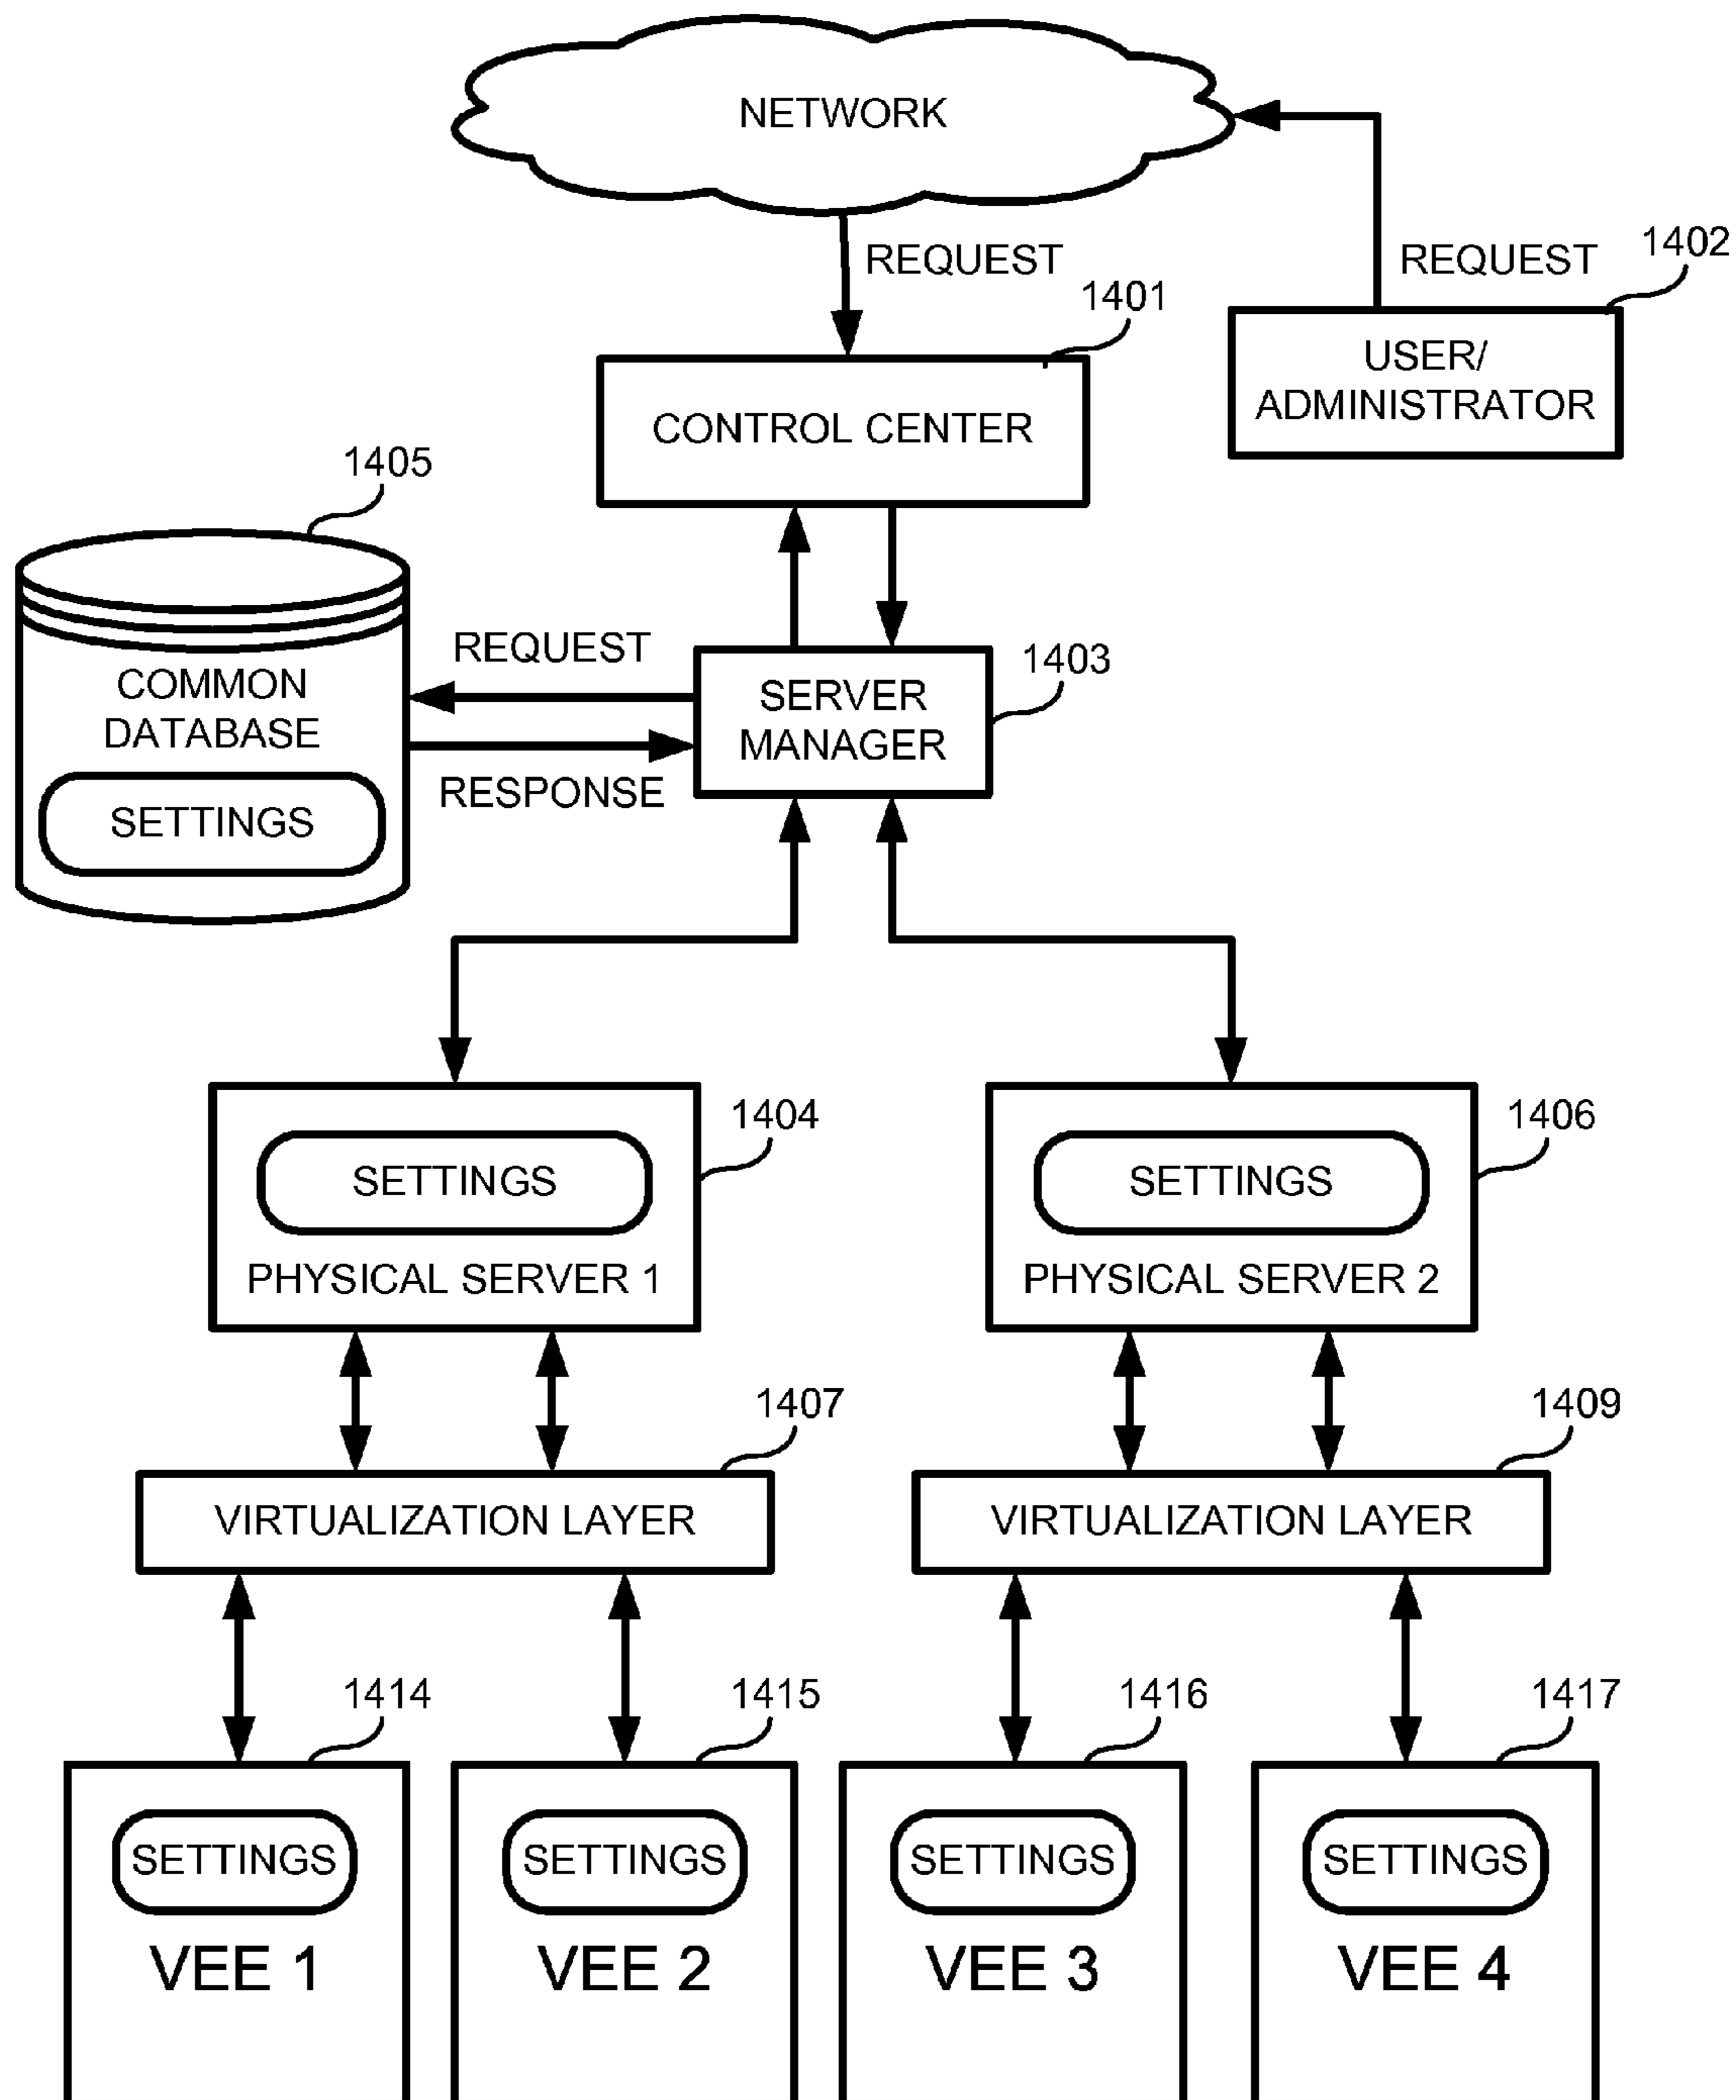 NETWORK
REQUEST
REQUEST
1402
1401
USER/
ADMINISTRATOR
CONTROL CENTER
1405
REQUEST
1403
COMMON
DATABASE
SERVER
MANAGER
RESPONSE
SETTINGS
1404
1406
SETTINGS
SETTINGS
PHYSICAL SERVER 1
PHYSICAL SERVER 2
1407
1409
VIRTUALIZATION LAYER
VIRTUALIZATION LAYER
1414
1415
1416
1417
SETTINGS
SETTINGS
SETTINGS
SETTINGS
VEE 1
VEE 2
VEE 3
VEE 4